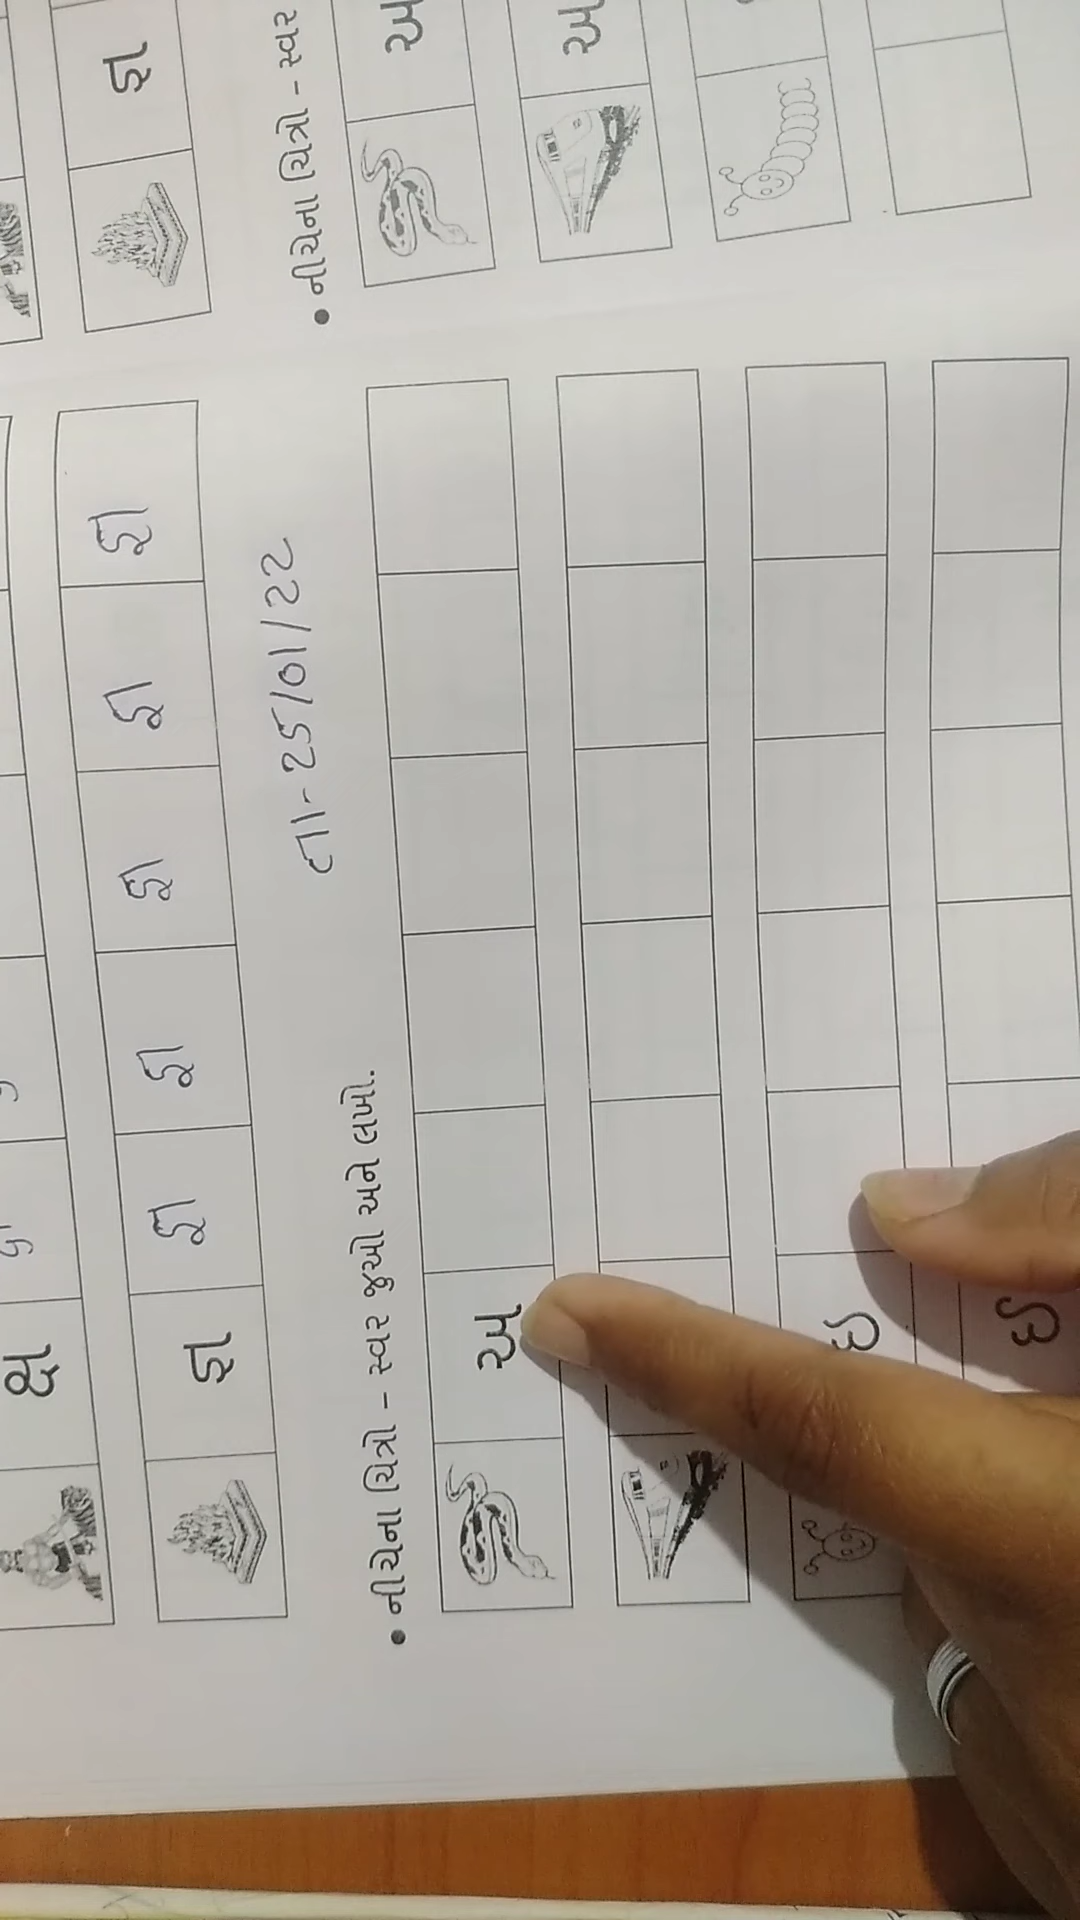 ક્ષ
જ્ઞ જ્ઞ જ્ઞ જ્ઞ જ્ઞ જ્ઞ
તા-25/01/22
• નીચેના ચિત્રો - સ્વર જુઓ અને લખો.
અ
ઇ
ઇ
જ્ઞ
• નીચેના ચિત્રો - સ્વર
અ
અ